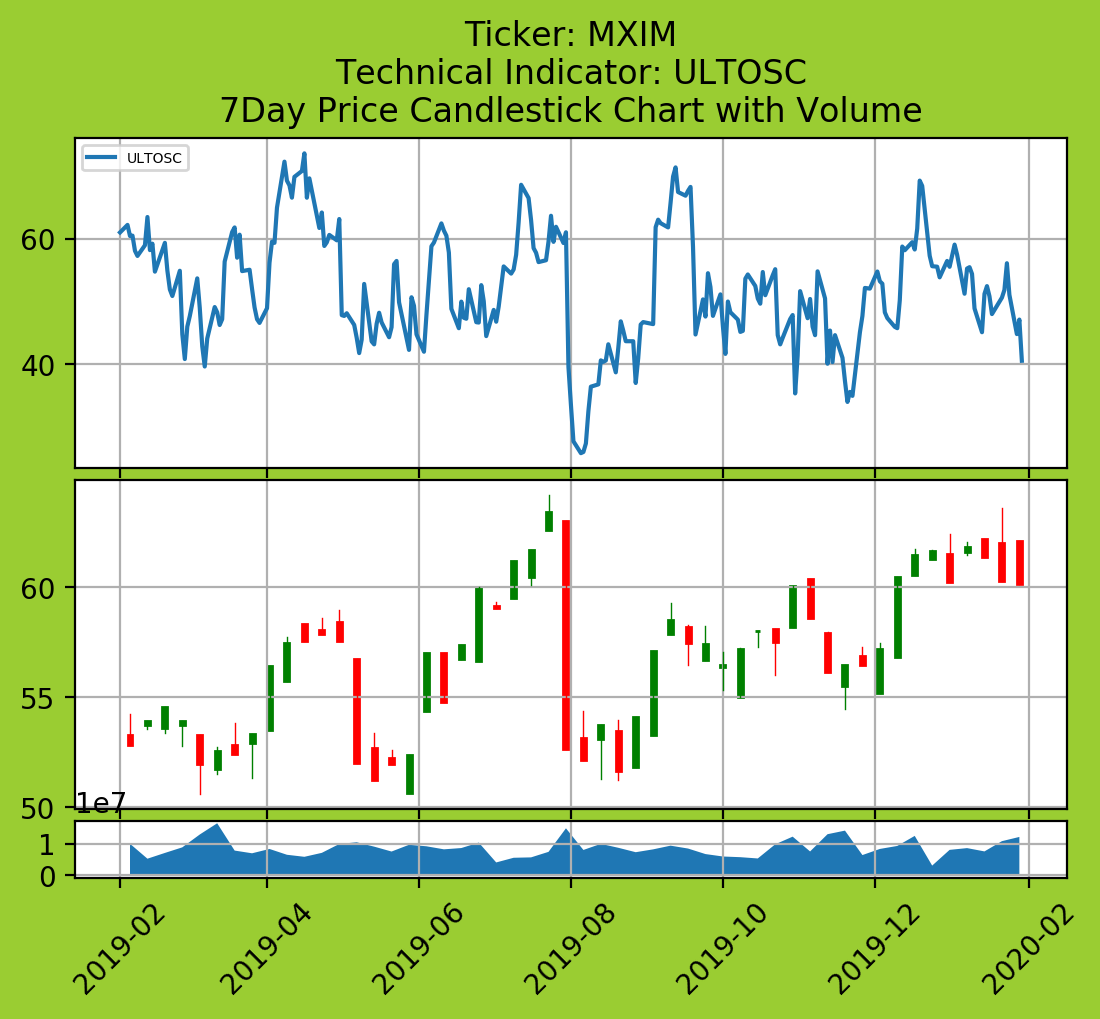 Ticker: MXIM
Technical Indicator: ULTOSC
7Day Price Candlestick Chart with Volume
ULTOSC
60
40
60
55
50
1e7
1
0
2019-02
2019-04
2019-06
2019-08
2019-10
2019-12
2020-02